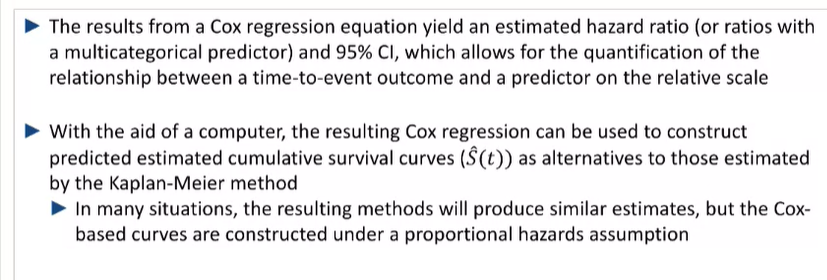 ▶ The results from a Cox regression equation yield an estimated hazard ratio (or ratios with
a multicategorical predictor) and 95% CI, which allows for the quantification of the
relationship between a time-to-event outcome and a predictor on the relative scale
▶ With the aid of a computer, the resulting Cox regression can be used to construct
predicted estimated cumulative survival curves (Ŝ(t)) as alternatives to those estimated
by the Kaplan-Meier method
▶ In many situations, the resulting methods will produce similar estimates, but the Cox-
based curves are constructed under a proportional hazards assumption